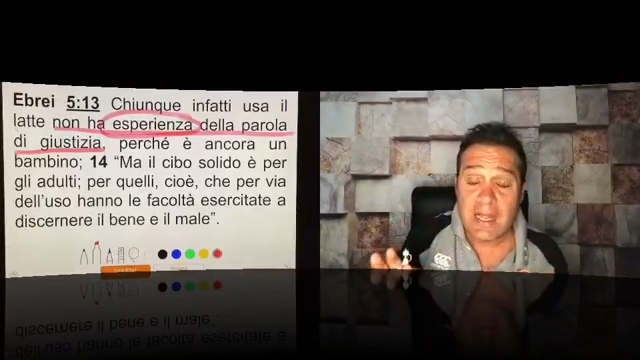 Ebrei 5:13 Chiunque infatti usa il
latte non ha esperienza della parola
di giustizia, perché è ancora un
bambino; 14 “Ma il cibo solido è per
gli adulti; per quelli, cioè, che per via
dell'uso hanno le facoltà esercitate a
discernere il bene e il male”.